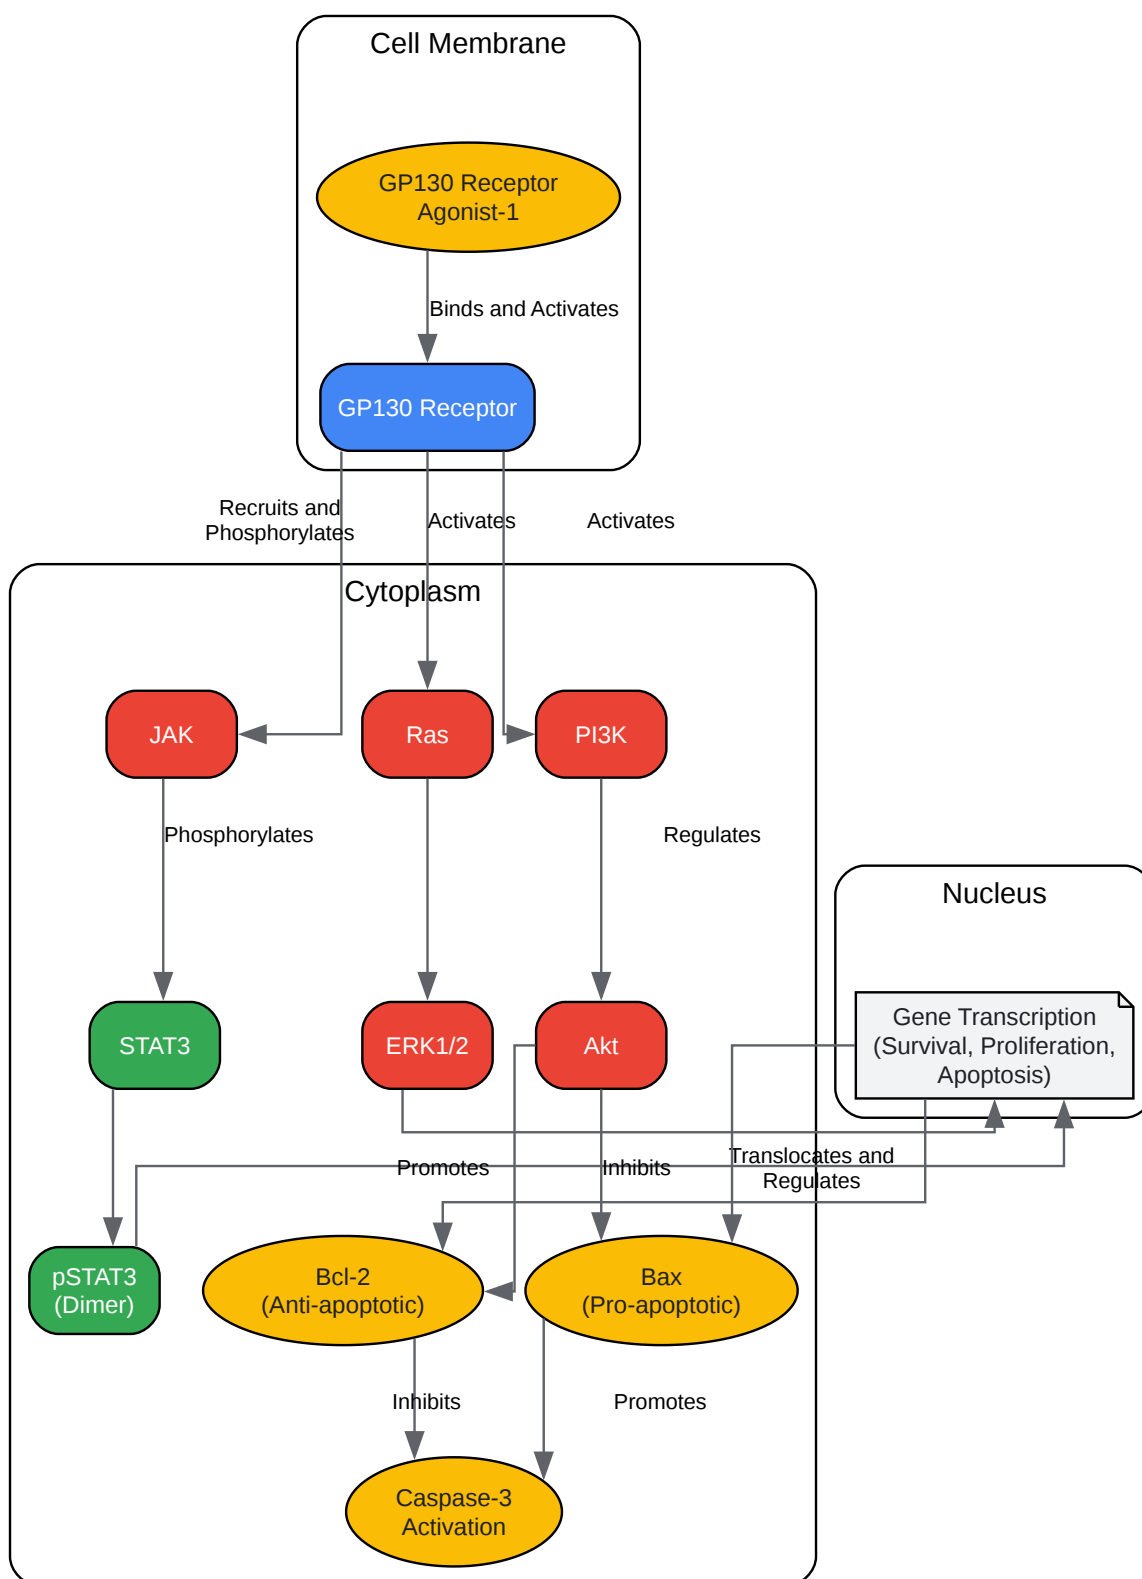 Cell Membrane
GP130 Receptor
Agonist-1
Binds and Activates
GP130 Receptor
Recruits and
Phosphorylates
Activates
Activates
Cytoplasm
JAK
Ras
PI3K
Phosphorylates
Regulates
Nucleus
STAT3
ERK1/2
Akt
Gene Transcription
(Survival, Proliferation,
Apoptosis)
Promotes
Inhibits
Translocates and
Regulates
pSTAT3
(Dimer)
Bcl-2
(Anti-apoptotic)
Bax
(Pro-apoptotic)
Inhibits
Promotes
Caspase-3
Activation